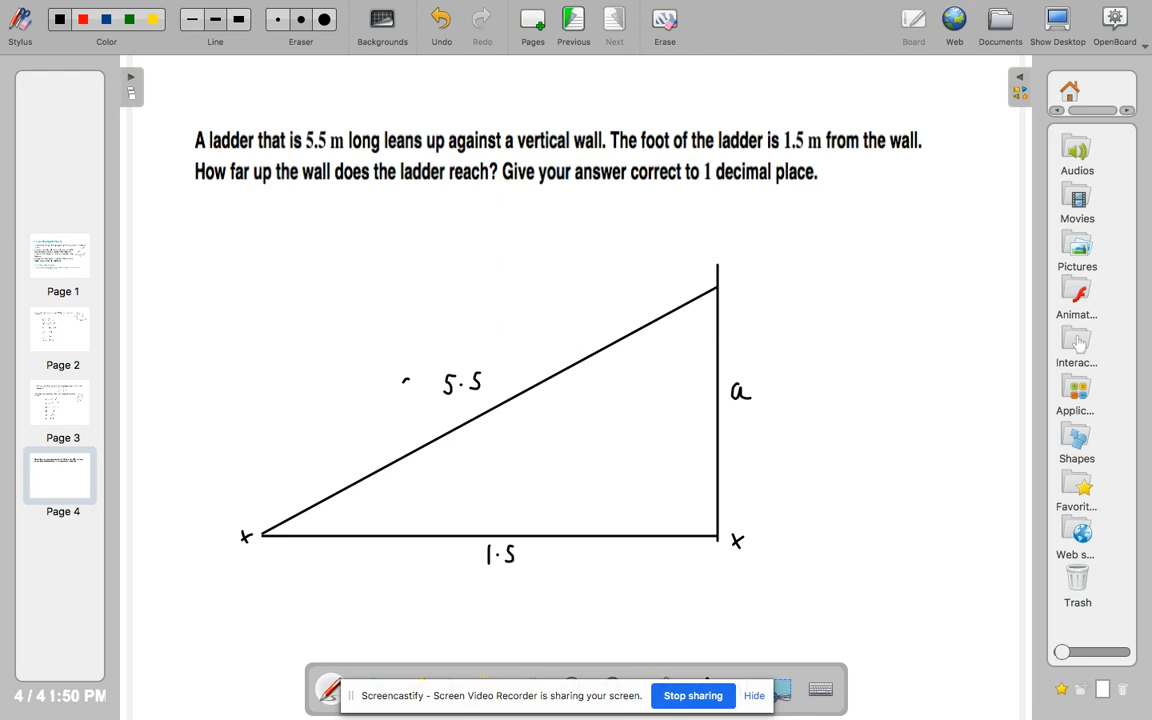 Stylus
Color
Line
Eraser
Backgrounds
Undo
Redo
Pages
Previous
Next
Erase
Board
Web
Documents
Show Desktop
OpenBoard
A ladder that is 5.5 m long leans up against a vertical wall. The foot of the ladder is 1.5 m from the wall.
How far up the wall does the ladder reach? Give your answer correct to 1 decimal place.
5.5
a
x
1.5
x
Page 1
Page 2
Page 3
Page 4
4 / 4 1:50 PM
Audios
Movies
Pictures
Animat...
Interac...
Applic...
Shapes
Favorit...
Web s...
Trash
Screencastify - Screen Video Recorder is sharing your screen.
Stop sharing
Hide